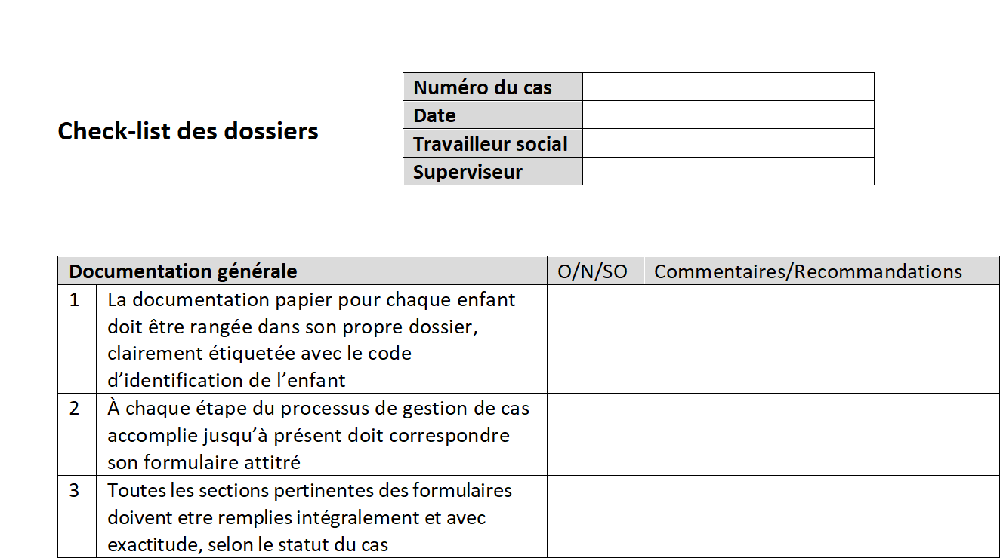 Numéro du cas
Date
Check-list des dossiers
Travailleur social
Superviseur
Documentation générale O/N/SO Commentaires/Recommandations
1 La documentation papier pour chaque enfant
doit être rangée dans son propre dossier,
clairement étiquetée avec le code
d’identification de l’enfant
2 À chaque étape du processus de gestion de cas
accomplie jusqu’à présent doit correspondre
son formulaire attitré
3 Toutes les sections pertinentes des formulaires
doivent etre remplies intégralement et avec
exactitude, selon le statut du cas